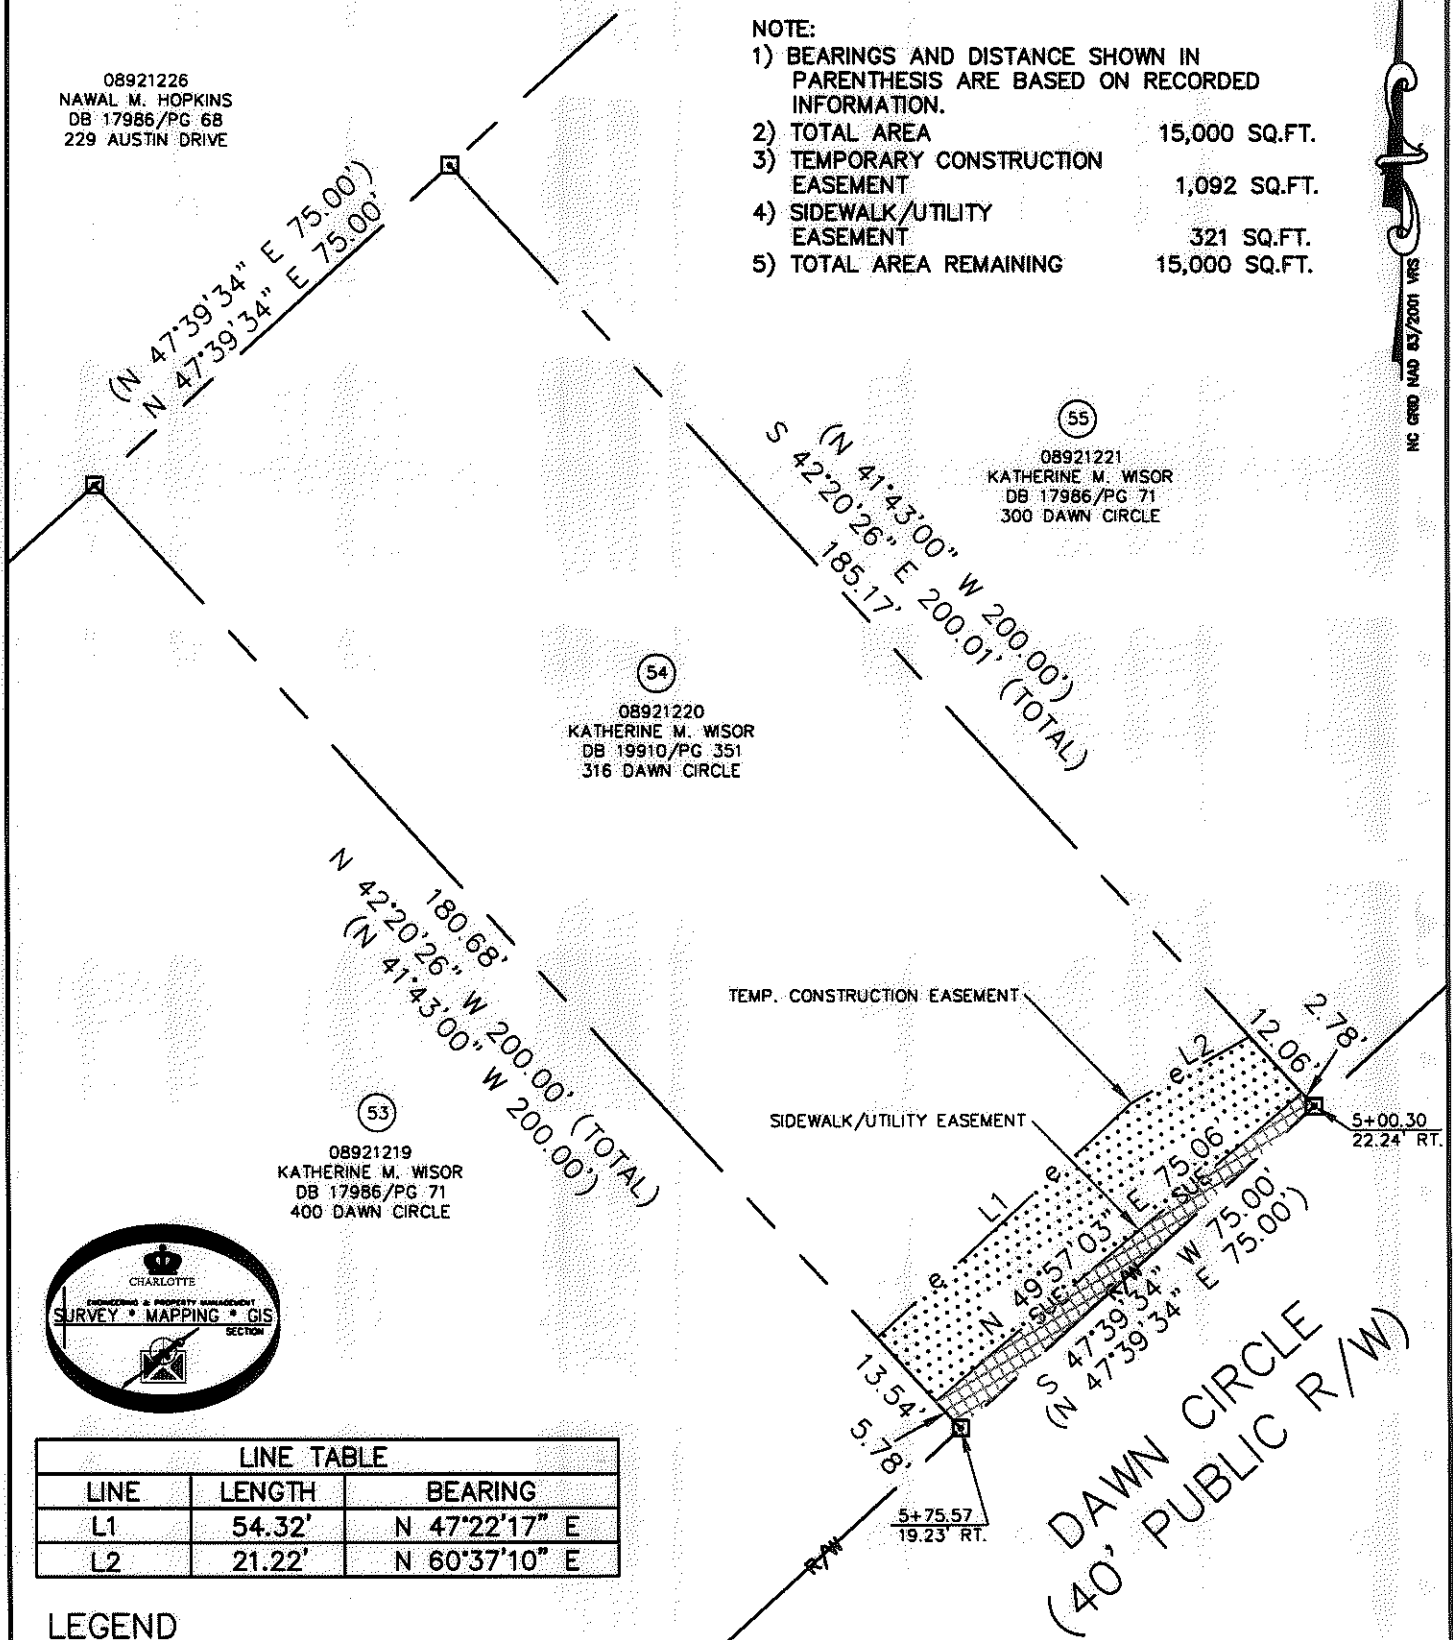 08921226
NAWAL M. HOPKINS
DB 17986/PG 68
229 AUSTIN DRIVE
NOTE:
1) BEARINGS AND DISTANCE SHOWN IN
PARENTHESIS ARE BASED ON RECORDED
INFORMATION.
2) TOTAL AREA 15,000 SQ.FT.
3) TEMPORARY CONSTRUCTION
EASEMENT 1,092 SQ.FT.
4) SIDEWALK/UTILITY
EASEMENT 321 SQ.FT.
5) TOTAL AREA REMAINING 15,000 SQ.FT.
NC GRID NAD 83/2001 VRS
(N 47°39'34" E 75.00')
N 47°39'34" E 75.00'
55
08921221
KATHERINE M. WISOR
DB 17986/PG 71
300 DAWN CIRCLE
(N 41°43'00" W 200.00')
S 42°20'26" E 200.01' (TOTAL)
185.17'
54
08921220
KATHERINE M. WISOR
DB 19910/PG 351
316 DAWN CIRCLE
180.68'
N 42°20'26" W 200.00' (TOTAL)
(N 41°43'00" W 200.00')
53
08921219
KATHERINE M. WISOR
DB 17986/PG 71
400 DAWN CIRCLE
TEMP. CONSTRUCTION EASEMENT
SIDEWALK/UTILITY EASEMENT
2.78'
12.06'
L2
e
e
L1
e
5+00.30
22.24' RT.
N 49°57'03" E 75.06'
SUE
SUE
R/W
S 47°39'34" W 75.00'
(N 47°39'34" E 75.00')
13.54'
5.78'
5+75.57
19.23' RT.
R/W
DAWN CIRCLE
(40' PUBLIC R/W)
CHARLOTTE
ENGINEERING & PROPERTY MANAGEMENT
SURVEY * MAPPING * GIS
SECTION
LINE TABLE
LINE LENGTH BEARING
L1 54.32' N 47°22'17" E
L2 21.22' N 60°37'10" E
LEGEND